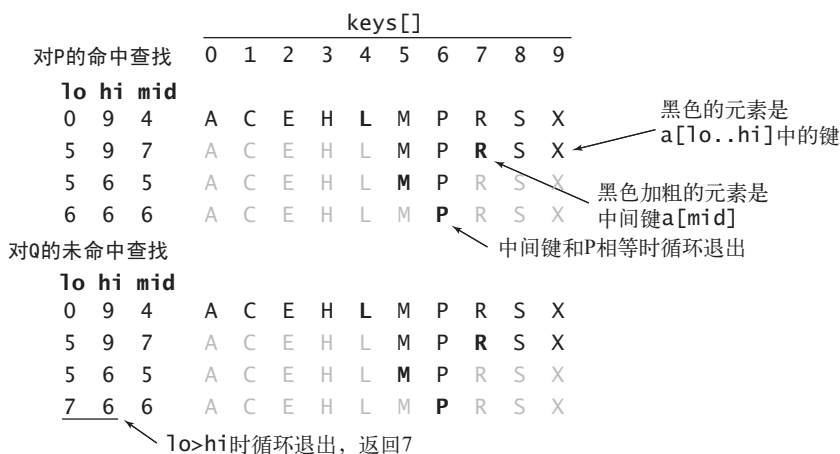 keys[]
对P的命中查找 0 1 2 3 4 5 6 7 8 9
lo hi mid
0 9 4 A C E H L M P R S X
5 9 7 A C E H L M P R S X
5 6 5 A C E H L M P R S X
6 6 6 A C E H L M P R S X
黑色的元素是
a[lo..hi]中的键
黑色加粗的元素是
中间键a[mid]
中间键和P相等时循环退出
对Q的未命中查找
lo hi mid
0 9 4 A C E H L M P R S X
5 9 7 A C E H L M P R S X
5 6 5 A C E H L M P R S X
7 6 6 A C E H L M P R S X
lo>hi时循环退出，返回7